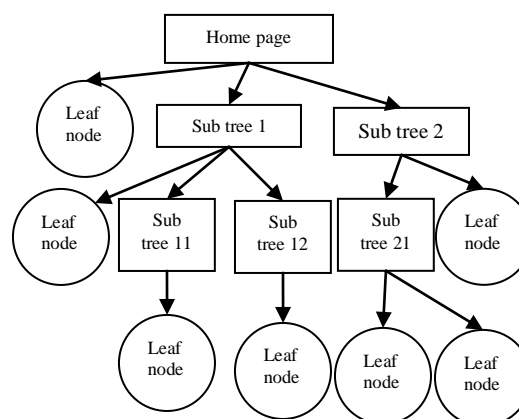 Home page
Leaf
node
Sub tree 1
Sub tree 2
Leaf
node
Sub
tree 11
Sub
tree 12
Sub
tree 21
Leaf
node
Leaf
node
Leaf
node
Leaf
node
Leaf
node